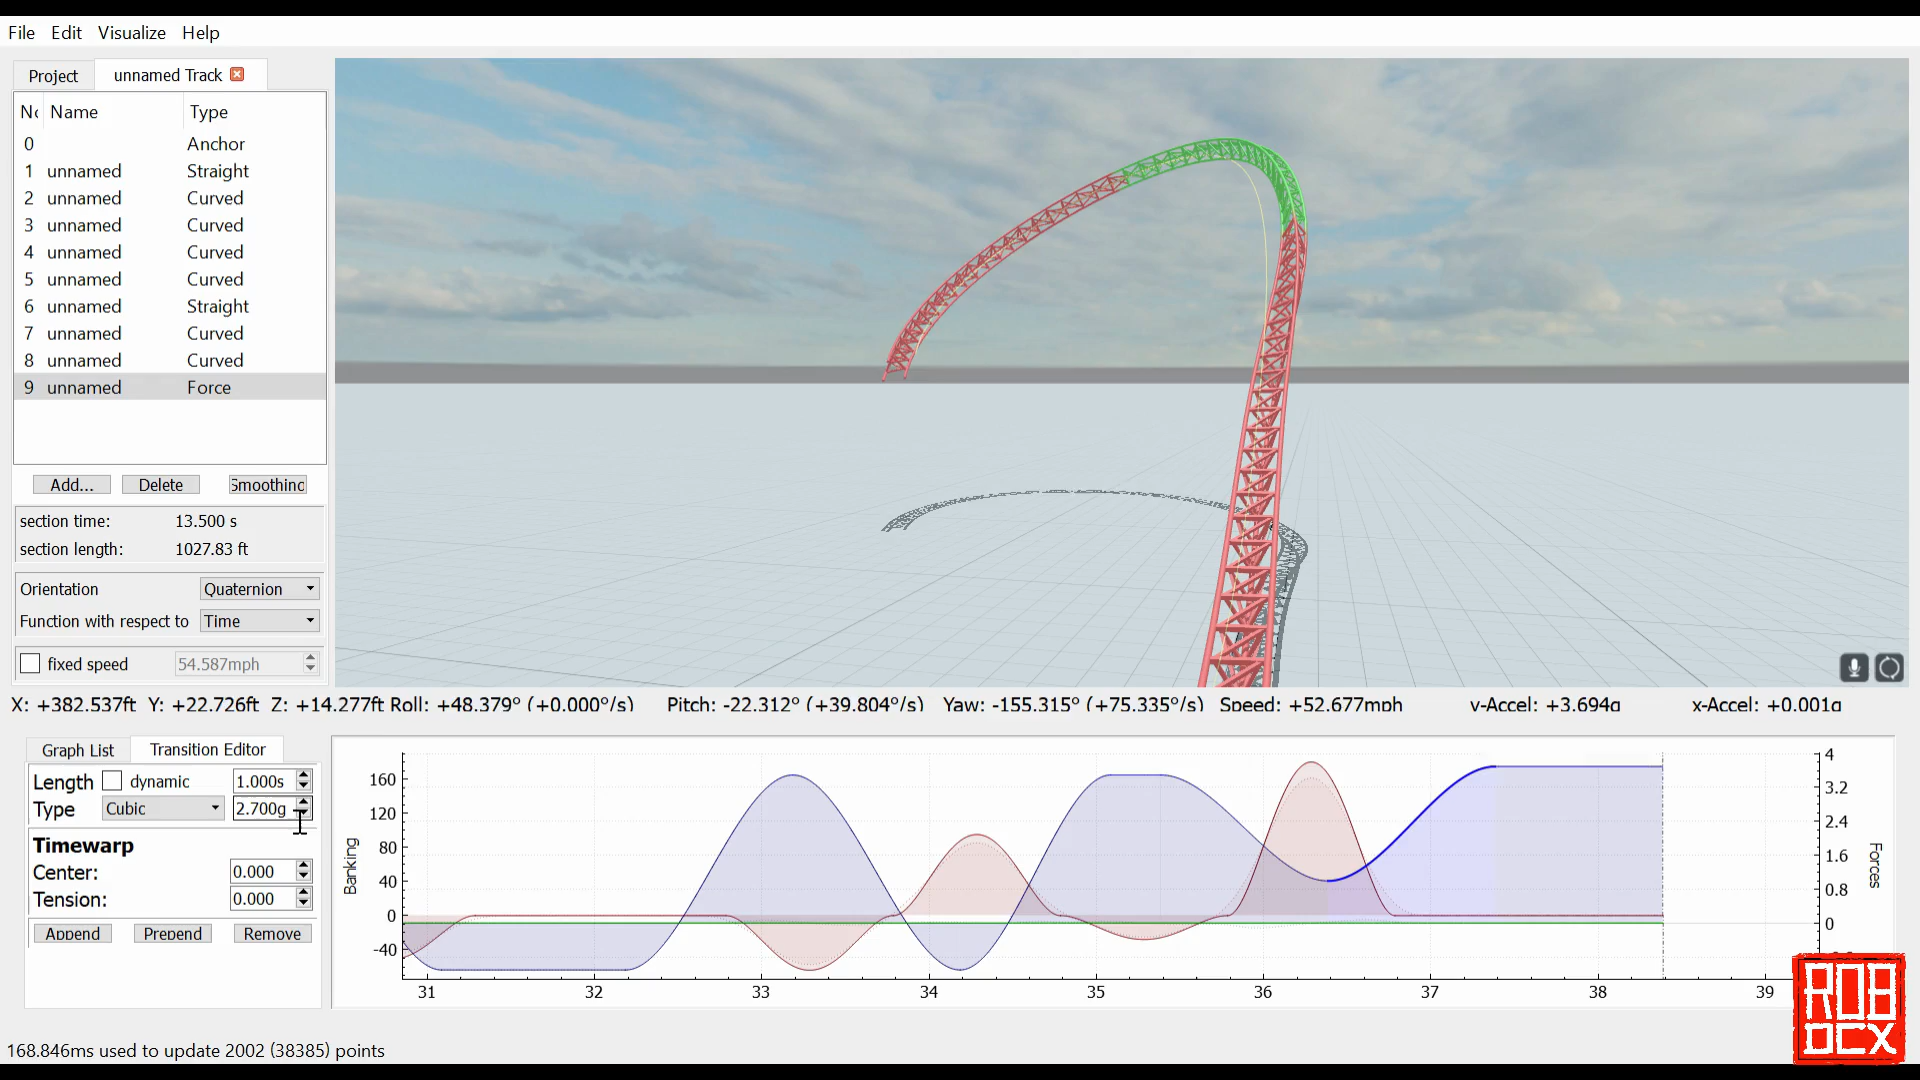 File Edit Visualize Help
Project unnamed Track
Name Type
0 Anchor
1 unnamed Straight
2 unnamed Curved
3 unnamed Curved
4 unnamed Curved
5 unnamed Curved
6 unnamed Straight
7 unnamed Curved
8 unnamed Curved
9 unnamed Force
Add... Delete Smoothing
section time: 13.500 s
section length: 1027.83 ft
Orientation Quaternion
Function with respect to Time
fixed speed 54.587mph
X: +382.537ft Y: +22.726ft Z: +14.277ft Roll: +48.379° (+0.000°/s) Pitch: -22.312° (+39.804°/s) Yaw: -155.315° (+75.335°/s) Speed: +52.677mph y-Accel: +3.694g x-Accel: +0.001g
Graph List Transition Editor
Length dynamic 1.000s
Type Cubic 2.700g
Timewarp
Center: 0.000
Tension: 0.000
Append Prepend Remove
Banking
160
120
80
40
0
-40
31 32 33 34 35 36 37 38 39
4
3.2
2.4
1.6
0.8
0
Forces
168.846ms used to update 2002 (38385) points